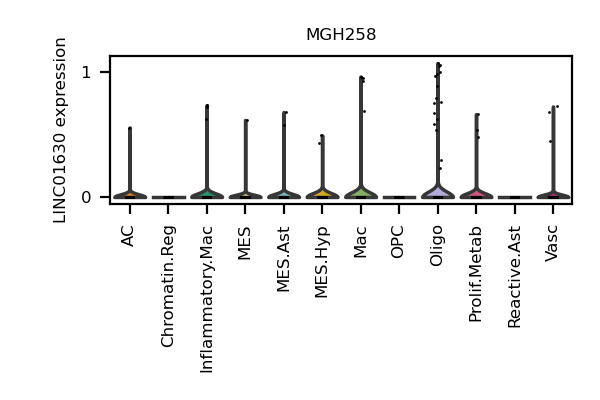 MGH258
LINC01630 expression
1
0
AC
Chromatin.Reg
Inflammatory.Mac
MES
MES.Ast
MES.Hyp
Mac
OPC
Oligo
Prolif.Metab
Reactive.Ast
Vasc